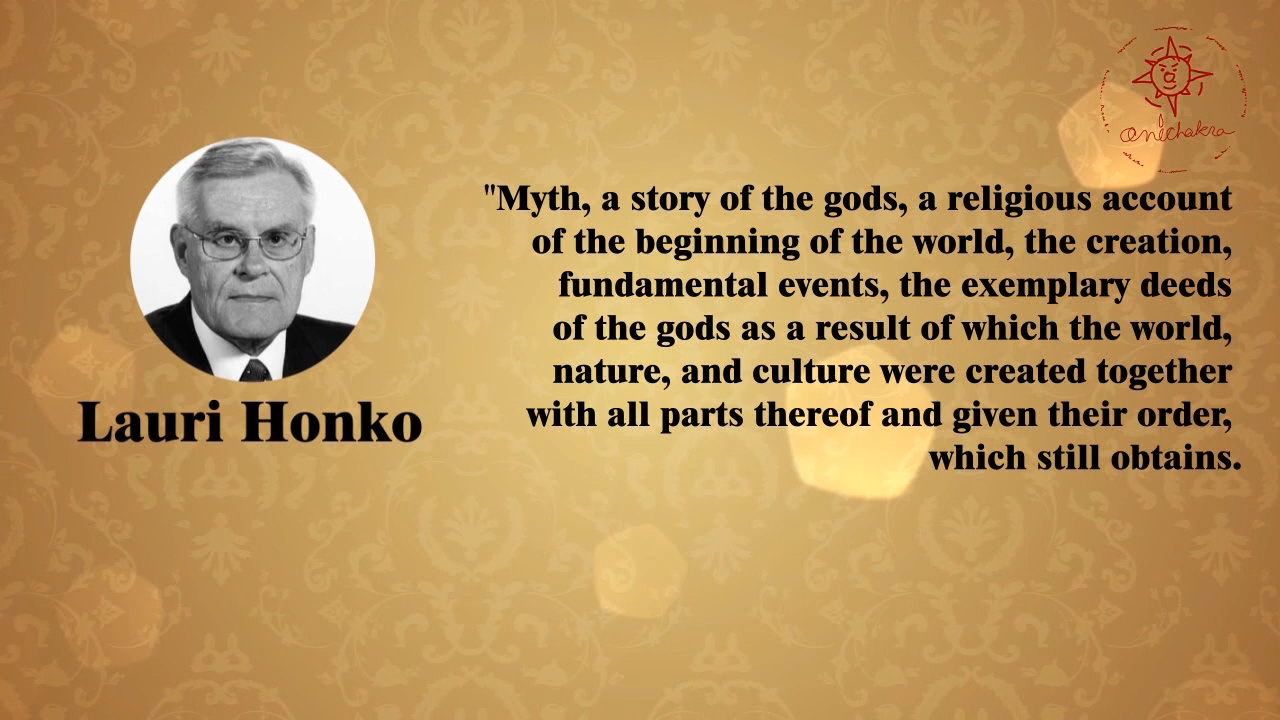 "Myth, a story of the gods, a religious account
of the beginning of the world, the creation,
fundamental events, the exemplary deeds
of the gods as a result of which the world,
nature, and culture were created together
with all parts thereof and given their order,
which still obtains.
Lauri Honko